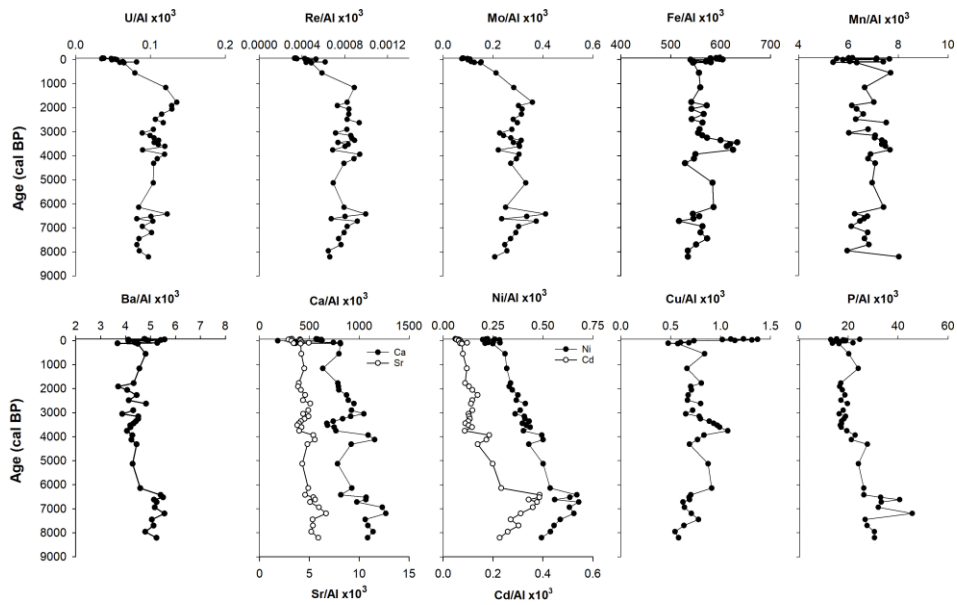 U/Al x10³ Re/Al x10³ Mo/Al x10³ Fe/Al x10³ Mn/Al x10³
0.0 0.1 0.2 0.0000 0.0004 0.0008 0.0012 0.0 0.2 0.4 0.6 400 500 600 700 4 6 8 10
0
1000
2000
3000
4000
5000
6000
7000
8000
9000
Age (cal BP)
Ba/Al x10³ Ca/Al x10³ Ni/Al x10³ Cu/Al x10³ P/Al x10³
2 3 4 5 6 7 8 0 500 1000 1500 0.00 0.25 0.50 0.75 0.0 0.5 1.0 1.5 0 20 40 60
0
1000
2000
3000
4000
5000
6000
7000
8000
9000
Age (cal BP)
Ca
Sr
Ni
Cd
0 5 10 15 0.0 0.2 0.4 0.6
Sr/Al x10³ Cd/Al x10³